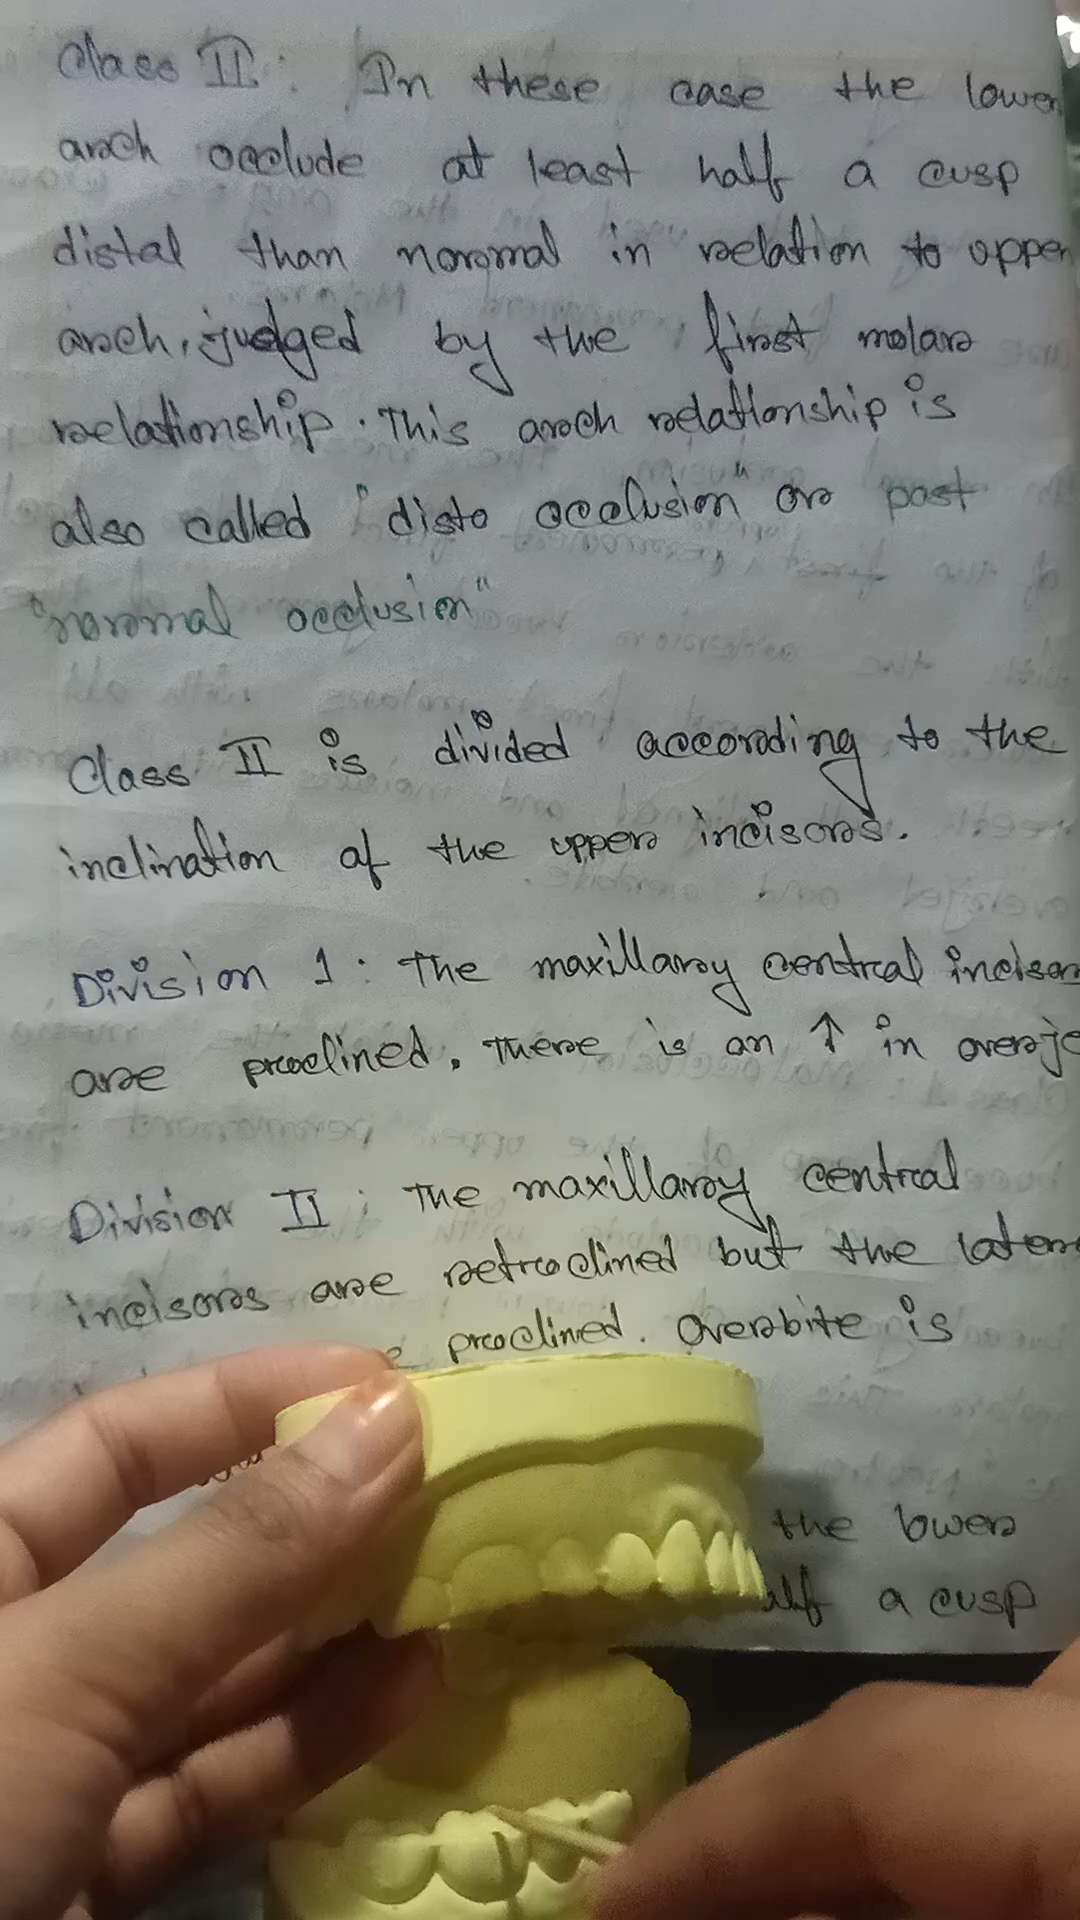 Class II: In these case the lower
arch occlude at least half a cusp
distal than normal in relation to upper
arch, judged by the first molar
relationship. This arch relationship is
also called "disto occlusion" or post
"normal occlusion"
Class II is divided according to the
inclination of the upper incisors.
Division 1: The maxillary central incisor
are proclined. There is an ↑ in overje
Division II: The maxillary central
incisors are retroclined but the later
proclined. Overbite is
the lower
half a cusp